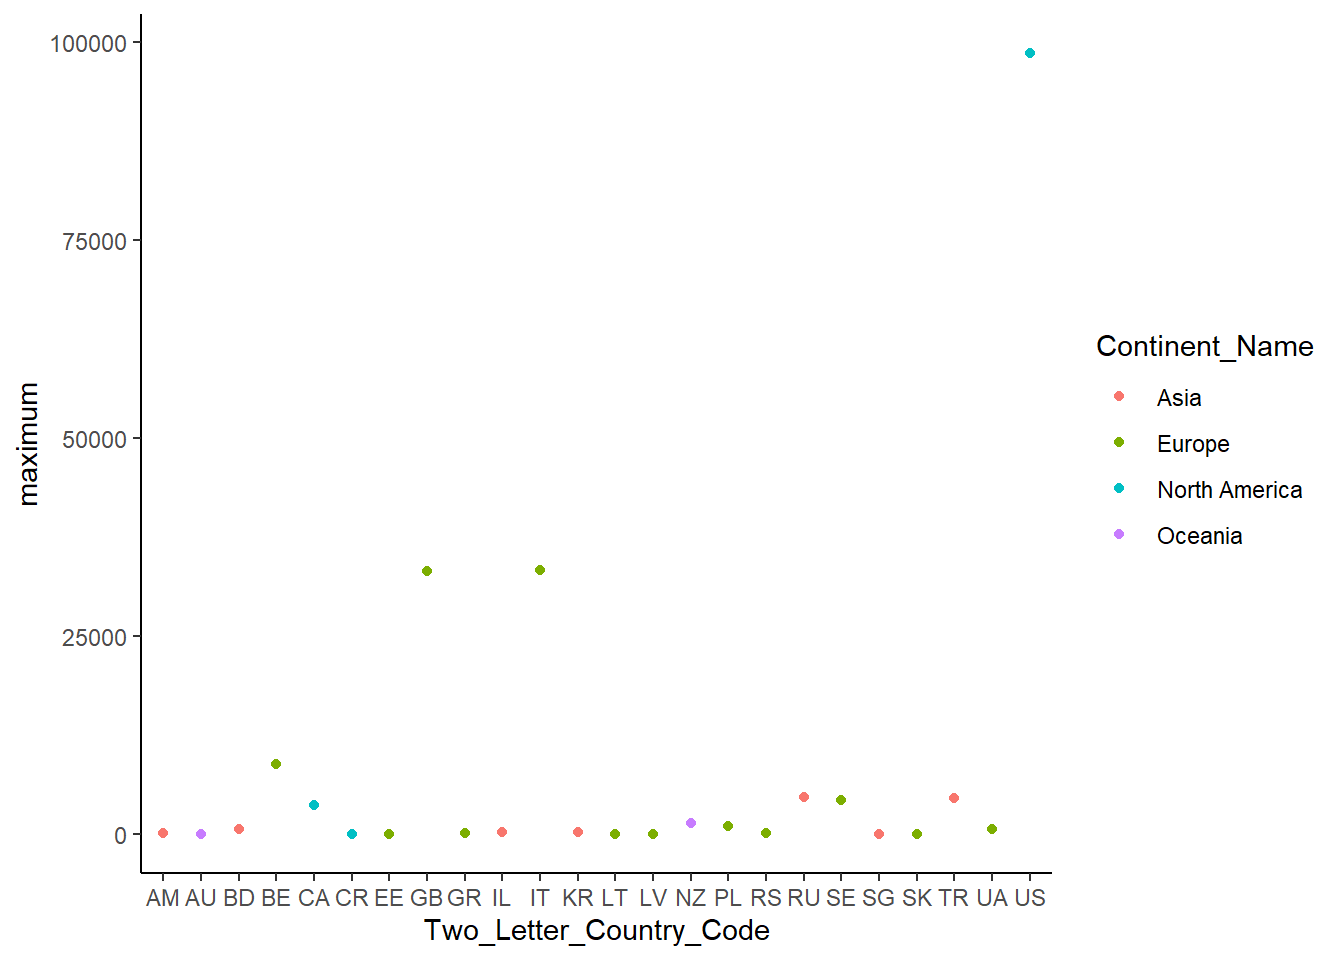 100000
75000
50000
25000
0
maximum
AM AU BD BE CA CR EE GB GR IL IT KR LT LV NZ PL RS RU SE SG SK TR UA US
Two_Letter_Country_Code
Continent_Name
Asia
Europe
North America
Oceania